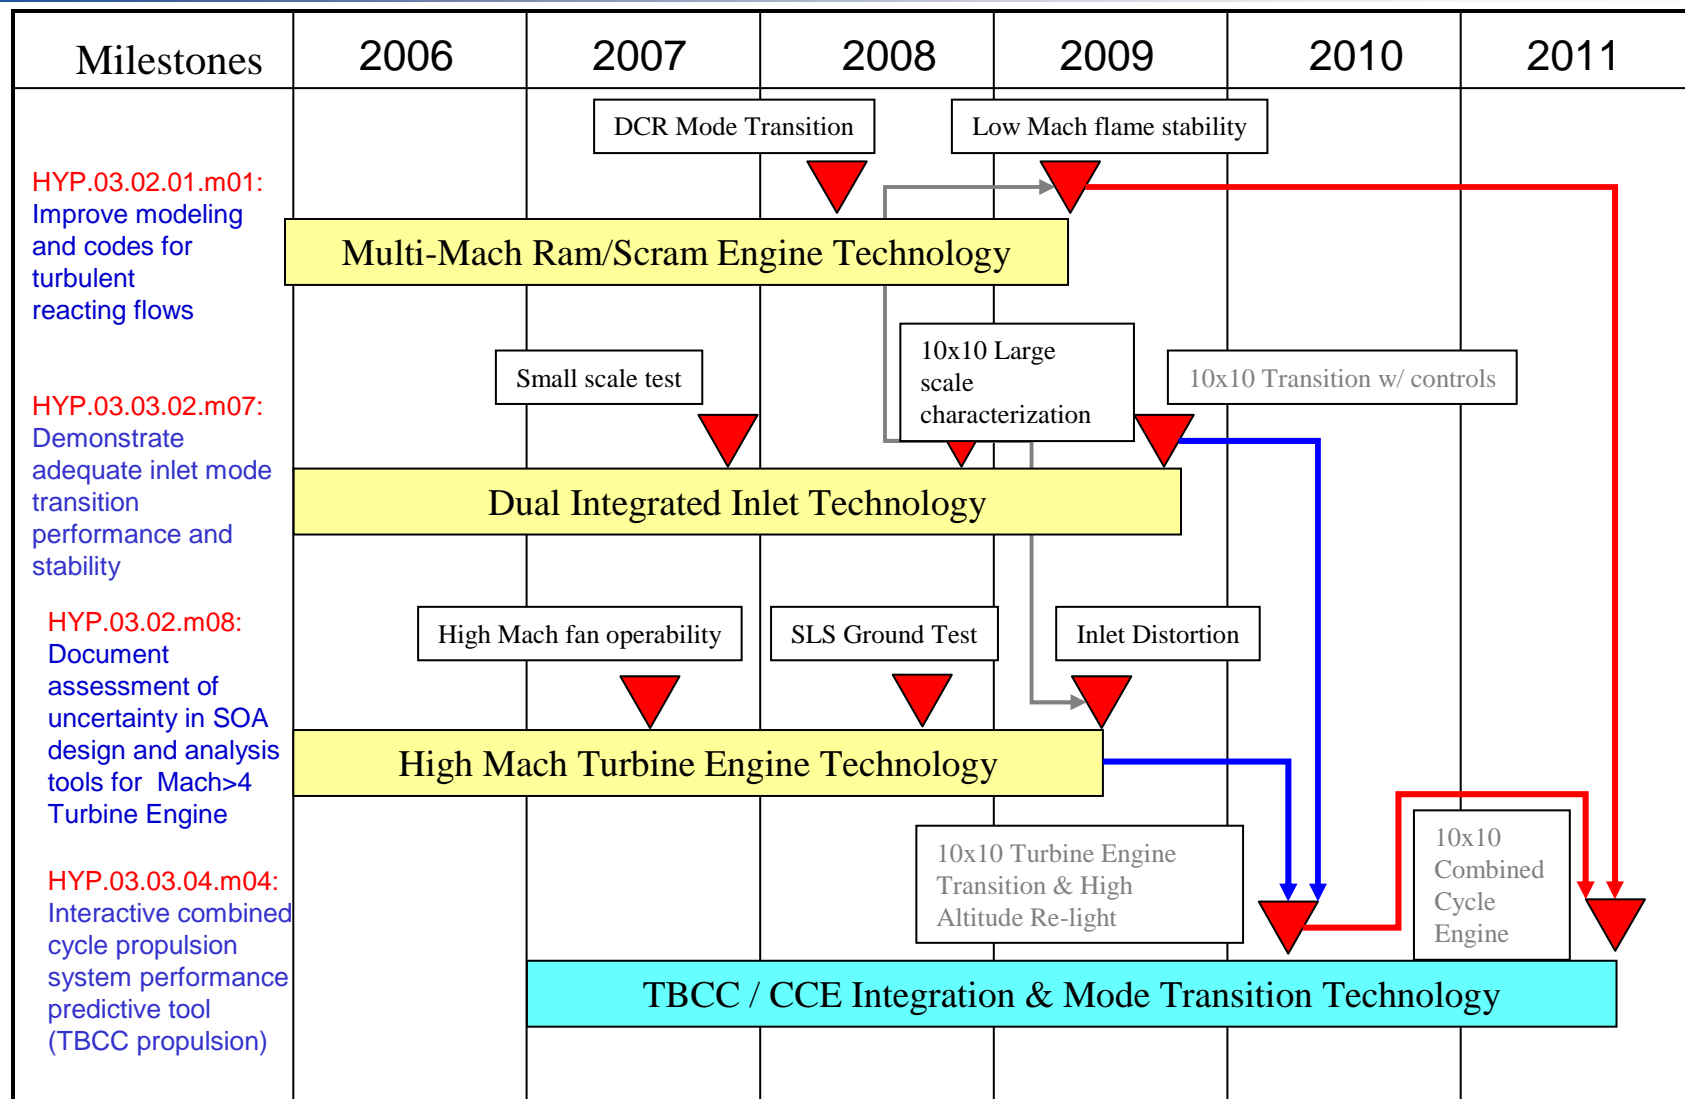 Milestones 2006 2007 2008 2009 2010 2011
DCR Mode Transition
Low Mach flame stability
HYP.03.02.01.m01:
Improve modeling
and codes for
turbulent
reacting flows
Multi-Mach Ram/Scram Engine Technology
Small scale test
10x10 Large
scale
characterization
10x10 Transition w/ controls
HYP.03.03.02.m07:
Demonstrate
adequate inlet mode
transition
performance and
stability
Dual Integrated Inlet Technology
High Mach fan operability
SLS Ground Test
Inlet Distortion
HYP.03.02.m08:
Document
assessment of
uncertainty in SOA
design and analysis
tools for  Mach>4
Turbine Engine
High Mach Turbine Engine Technology
10x10 Turbine Engine
Transition & High
Altitude Re-light
10x10
Combined
Cycle
Engine
HYP.03.03.04.m04:
Interactive combined
cycle propulsion
system performance
predictive tool
(TBCC propulsion)
TBCC / CCE Integration & Mode Transition Technology